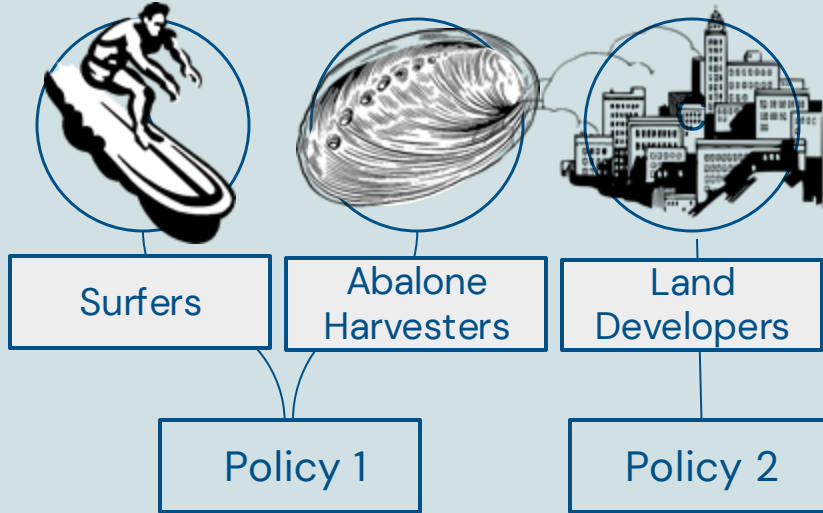 Surfers
Abalone
Harvesters
Land
Developers
C
Policy 1
Policy 2